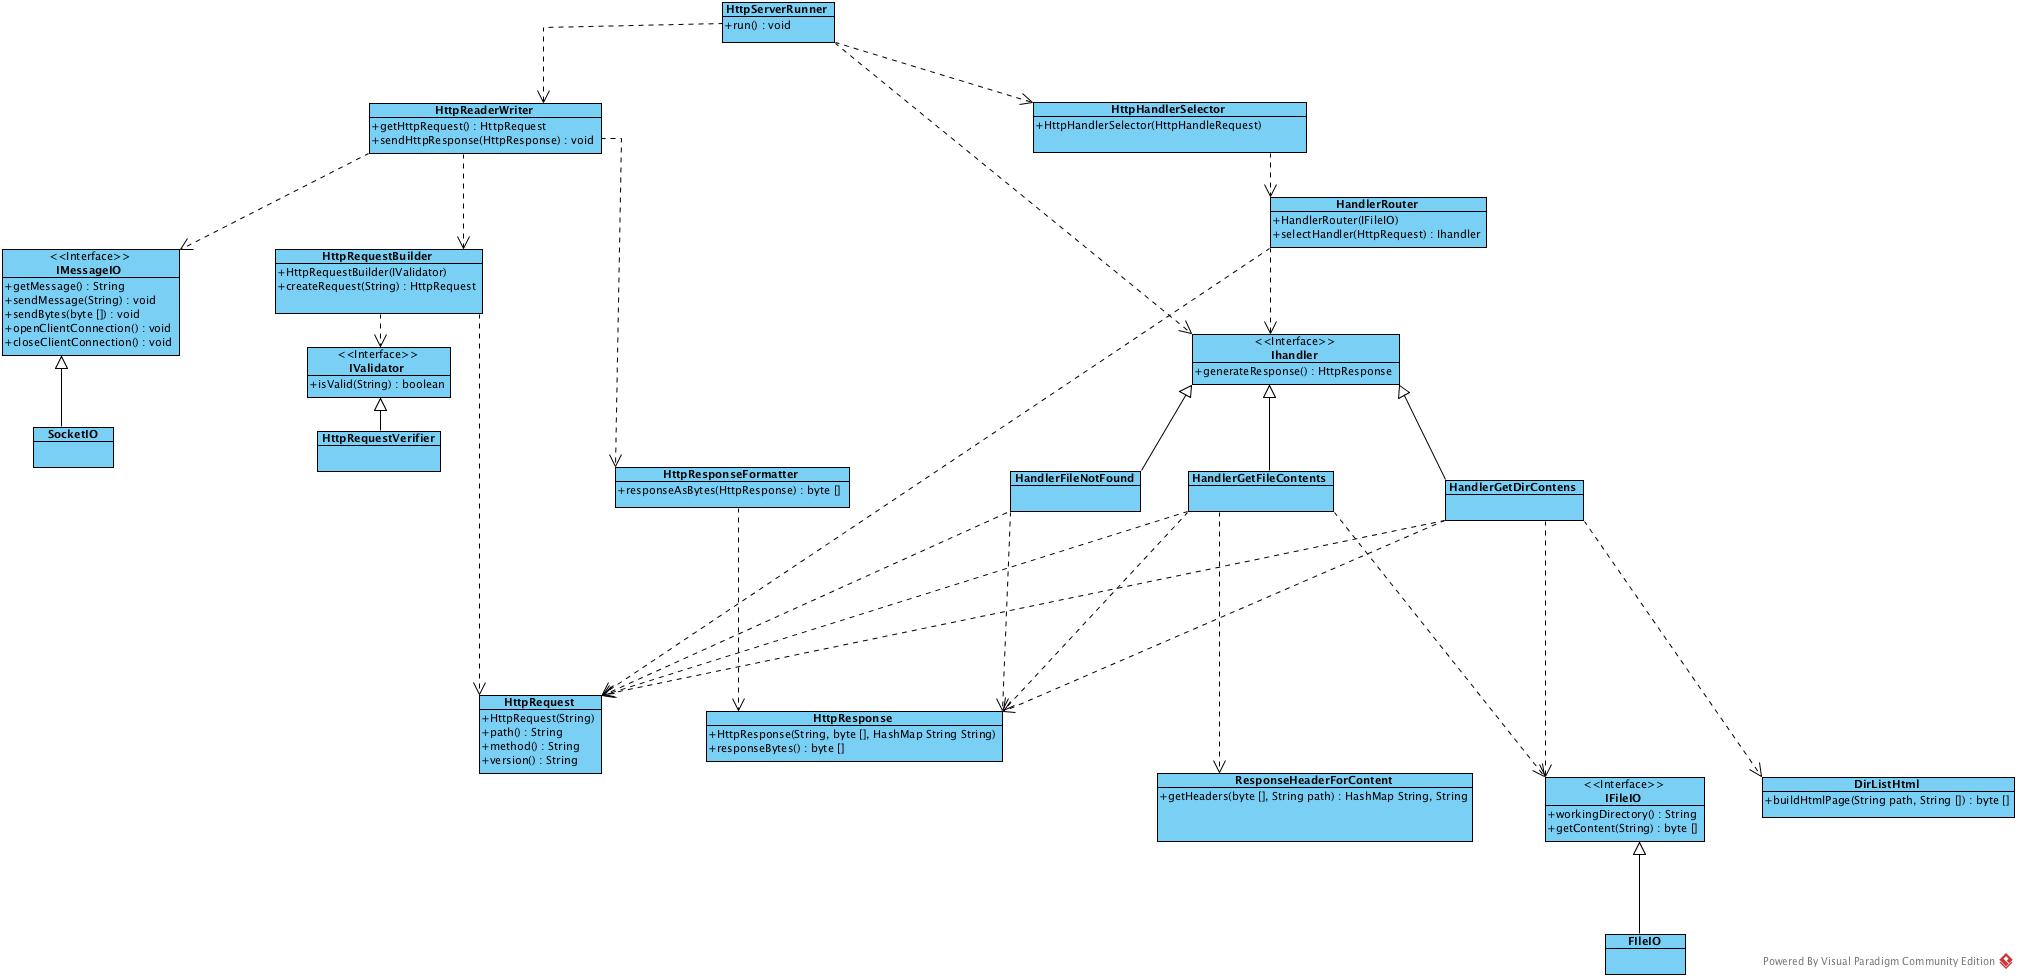 HttpServerRunner
+run() : void
HttpReaderWriter
+getHttpRequest() : HttpRequest
+sendHttpResponse(HttpResponse) : void
HttpHandlerSelector
+HttpHandlerSelector(HttpHandleRequest)
HandlerRouter
+HandlerRouter(IFileIO)
+selectHandler(HttpRequest) : Ihandler
<<Interface>>
IMessageIO
+getMessage() : String
+sendMessage(String) : void
+sendBytes(byte []) : void
+openClientConnection() : void
+closeClientConnection() : void
HttpRequestBuilder
+HttpRequestBuilder(IValidator)
+createRequest(String) : HttpRequest
<<Interface>>
IValidator
+isValid(String) : boolean
<<Interface>>
Ihandler
+generateResponse() : HttpResponse
SocketIO
HttpRequestVerifier
HttpResponseFormatter
+responseAsBytes(HttpResponse) : byte []
HandlerFileNotFound
HandlerGetFileContents
HandlerGetDirContens
HttpRequest
+HttpRequest(String)
+path() : String
+method() : String
+version() : String
HttpResponse
+HttpResponse(String, byte [], HashMap String String)
+responseBytes() : byte []
ResponseHeaderForContent
+getHeaders(byte [], String path) : HashMap String, String
<<Interface>>
IFileIO
+workingDirectory() : String
+getContent(String) : byte []
DirListHtml
+buildHtmlPage(String path, String []) : byte []
FIleIO
Powered By Visual Paradigm Community Edition